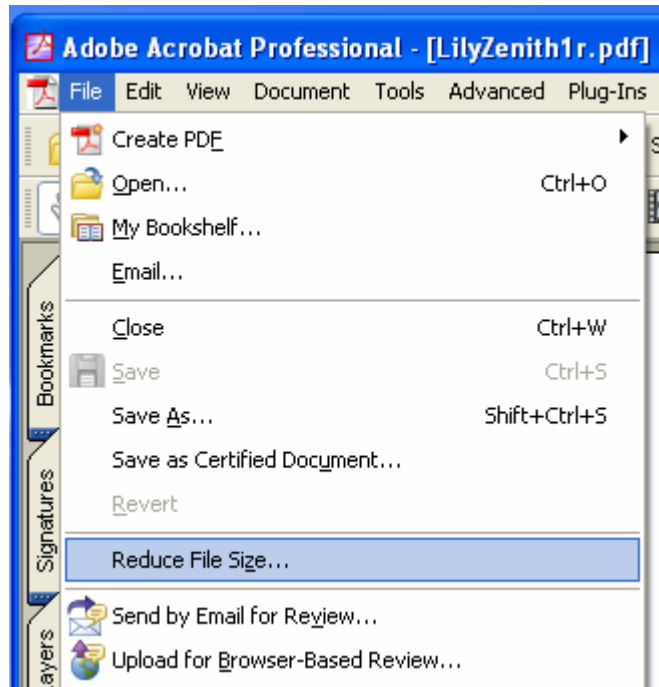 Adobe Acrobat Professional - [LilyZenith1r.pdf]
File Edit View Document Tools Advanced Plug-Ins
Create PDF
Open... Ctrl+O
My Bookshelf...
Email...
Close Ctrl+W
Save Ctrl+S
Save As... Shift+Ctrl+S
Save as Certified Document...
Revert
Reduce File Size...
Send by Email for Review...
Upload for Browser-Based Review...
Bookmarks
Signatures